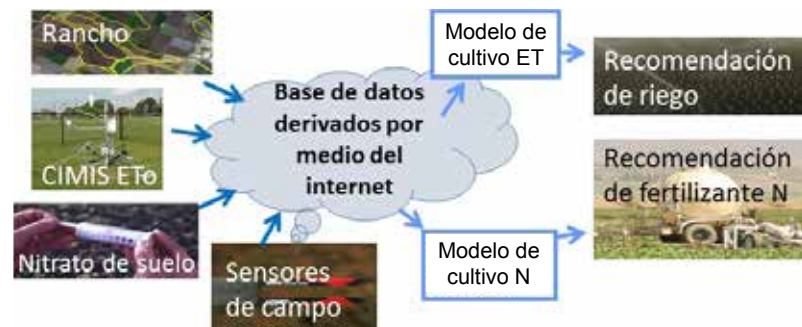 Rancho
CIMIS ETo
Nitrato de suelo
Sensores
de campo
Base de datos
derivados por
medio del
internet
Modelo de
cultivo ET
Recomendación
de riego
Modelo de
cultivo N
Recomendación
de fertilizante N